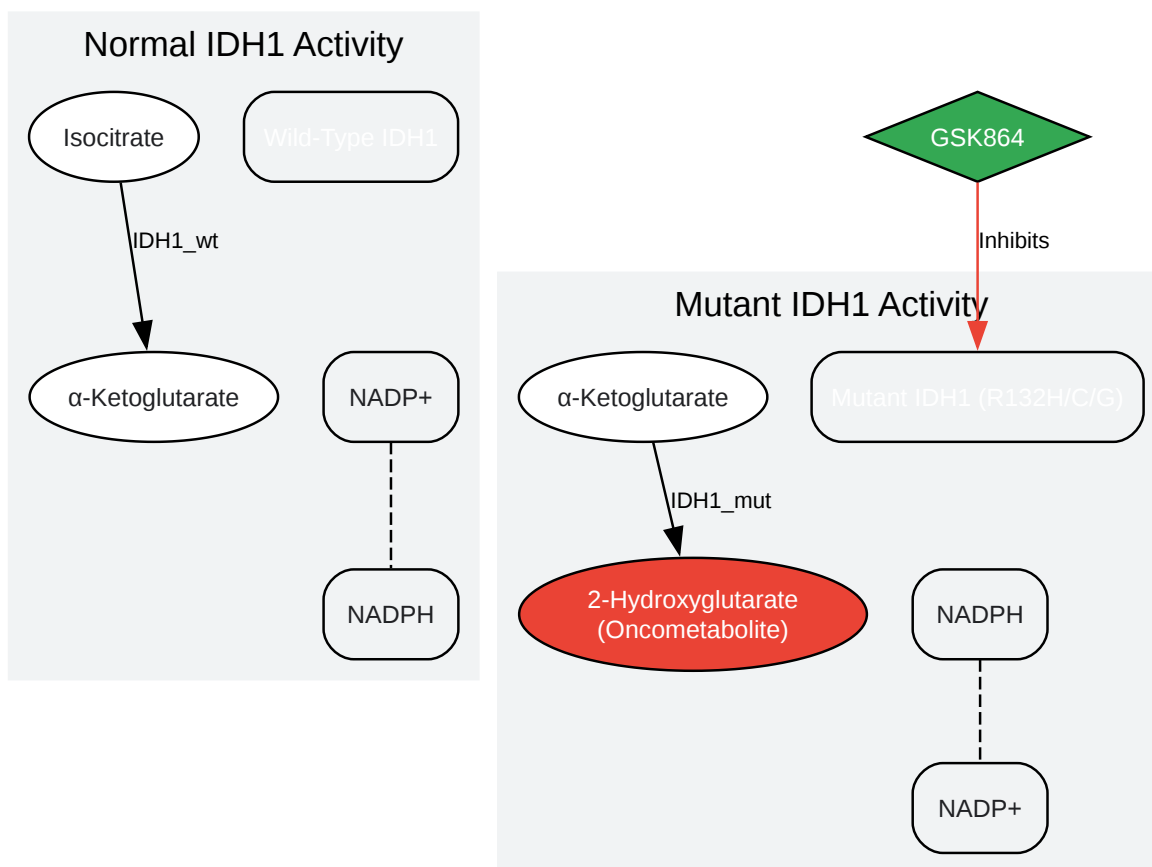 Normal IDH1 Activity
Isocitrate
Wild-Type IDH1
IDH1_wt
α-Ketoglutarate
NADP+
NADPH
GSK864
Inhibits
Mutant IDH1 Activity
α-Ketoglutarate
Mutant IDH1 (R132H/C/G)
IDH1_mut
2-Hydroxyglutarate
(Oncometabolite)
NADPH
NADP+